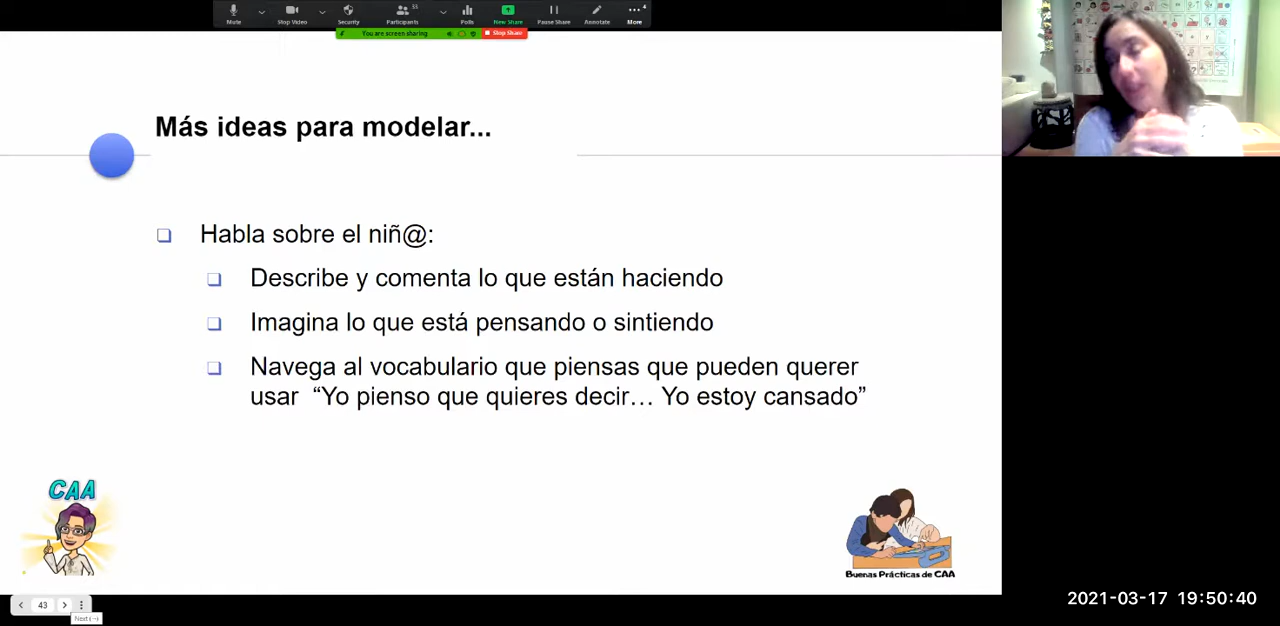 Mute
Stop Video
Security
Participants
33
Polls
New Share
Pause Share
Annotate
More
You are screen sharing
Stop Share
Más ideas para modelar...
Habla sobre el niñ@:
Describe y comenta lo que están haciendo
Imagina lo que está pensando o sintiendo
Navega al vocabulario que piensas que pueden querer
usar “Yo pienso que quieres decir… Yo estoy cansado”
CAA
Buenas Prácticas de CAA
43
Next (→)
2021-03-17 19:50:40